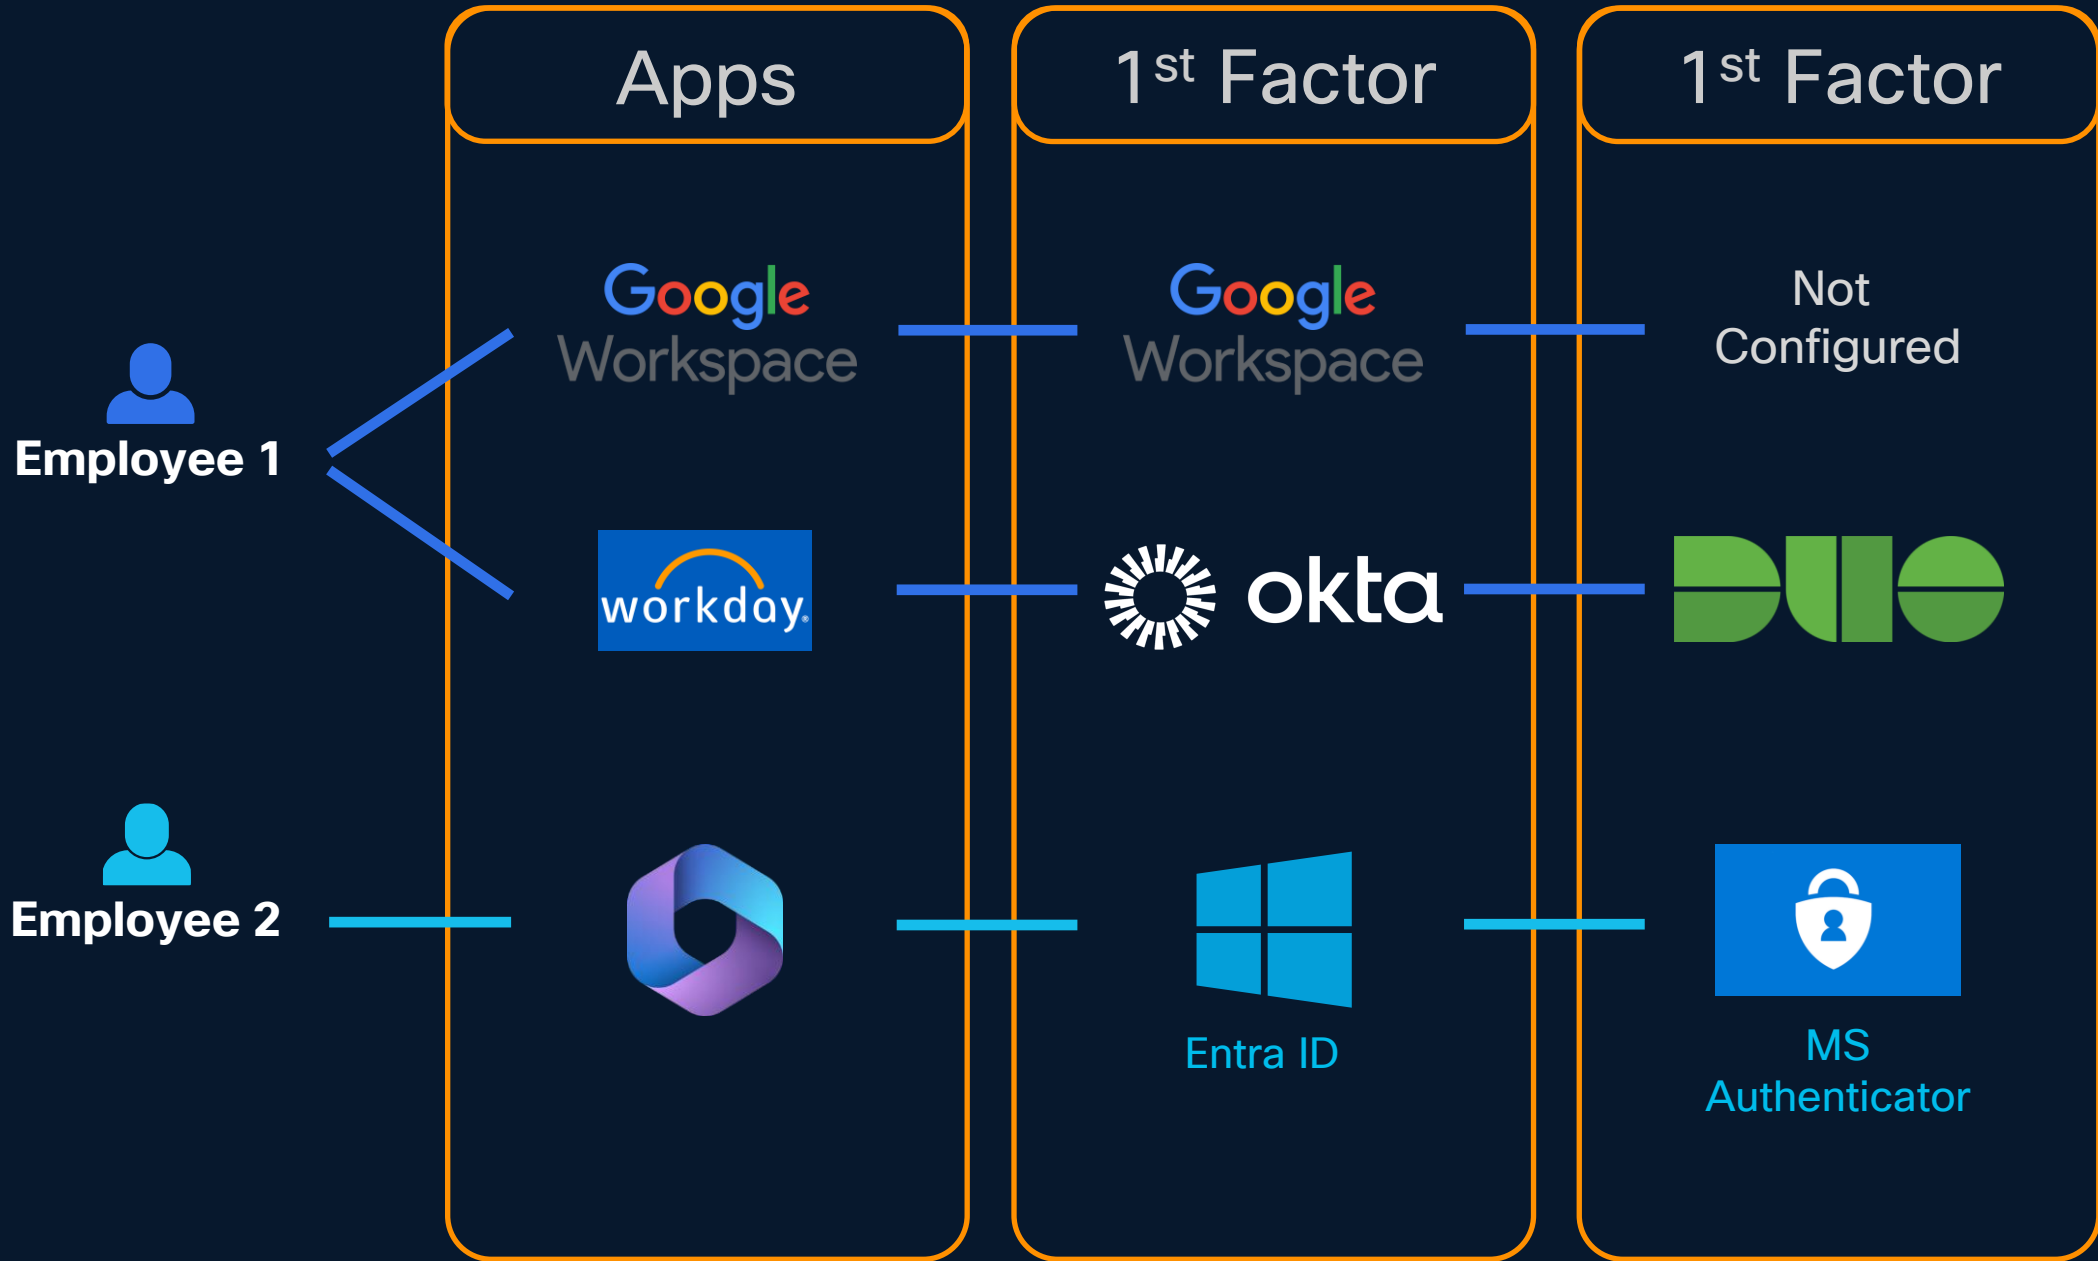 Apps
1st Factor
1st Factor
Google
Workspace
Google
Workspace
Not
Configured
Employee 1
workday®
okta
DUO
Employee 2
Entra ID
MS
Authenticator